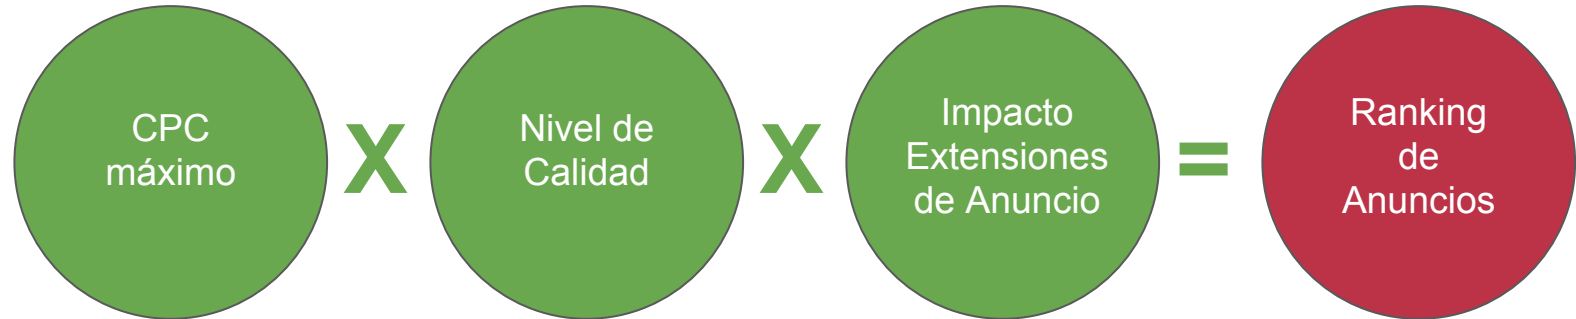 CPC
máximo
X
Nivel de
Calidad
X
Impacto
Extensiones
de Anuncio
=
Ranking
de
Anuncios